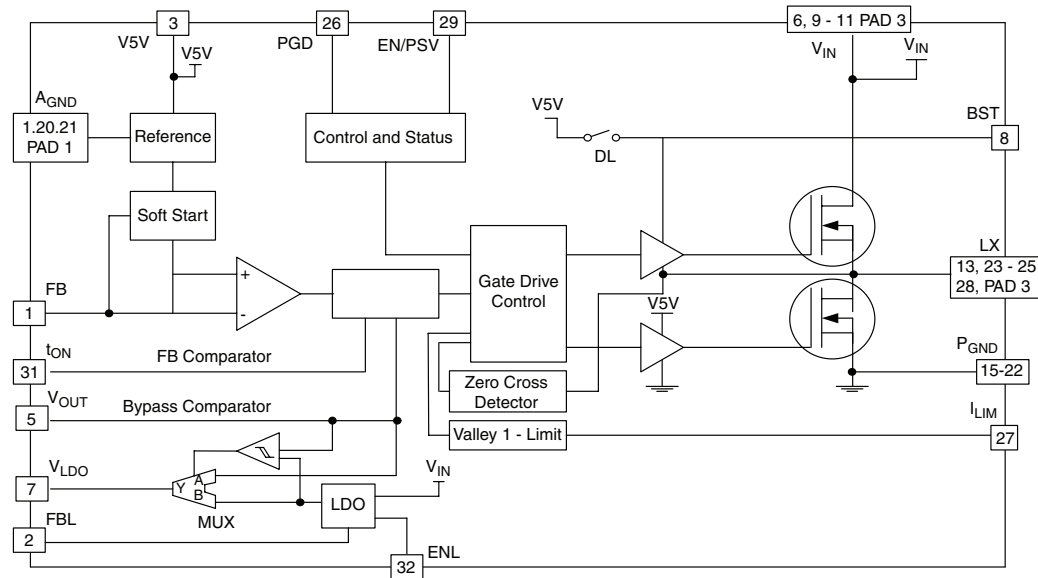 3
26
29
6, 9 - 11 PAD 3
V5V
PGD
EN/PSV
VIN
VIN
V5V
AGND
V5V
BST
1.20.21
PAD 1
Reference
Control and Status
DL
8
Soft Start
LX
13, 23 - 25
28, PAD 3
+
-
Gate Drive
Control
FB
1
V5V
tON
31
FB Comparator
PGND
15-22
Zero Cross
Detector
VOUT
5
Bypass Comparator
ILIM
27
Valley 1 - Limit
VLDO
7
Y
A
B
MUX
VIN
LDO
FBL
2
ENL
32